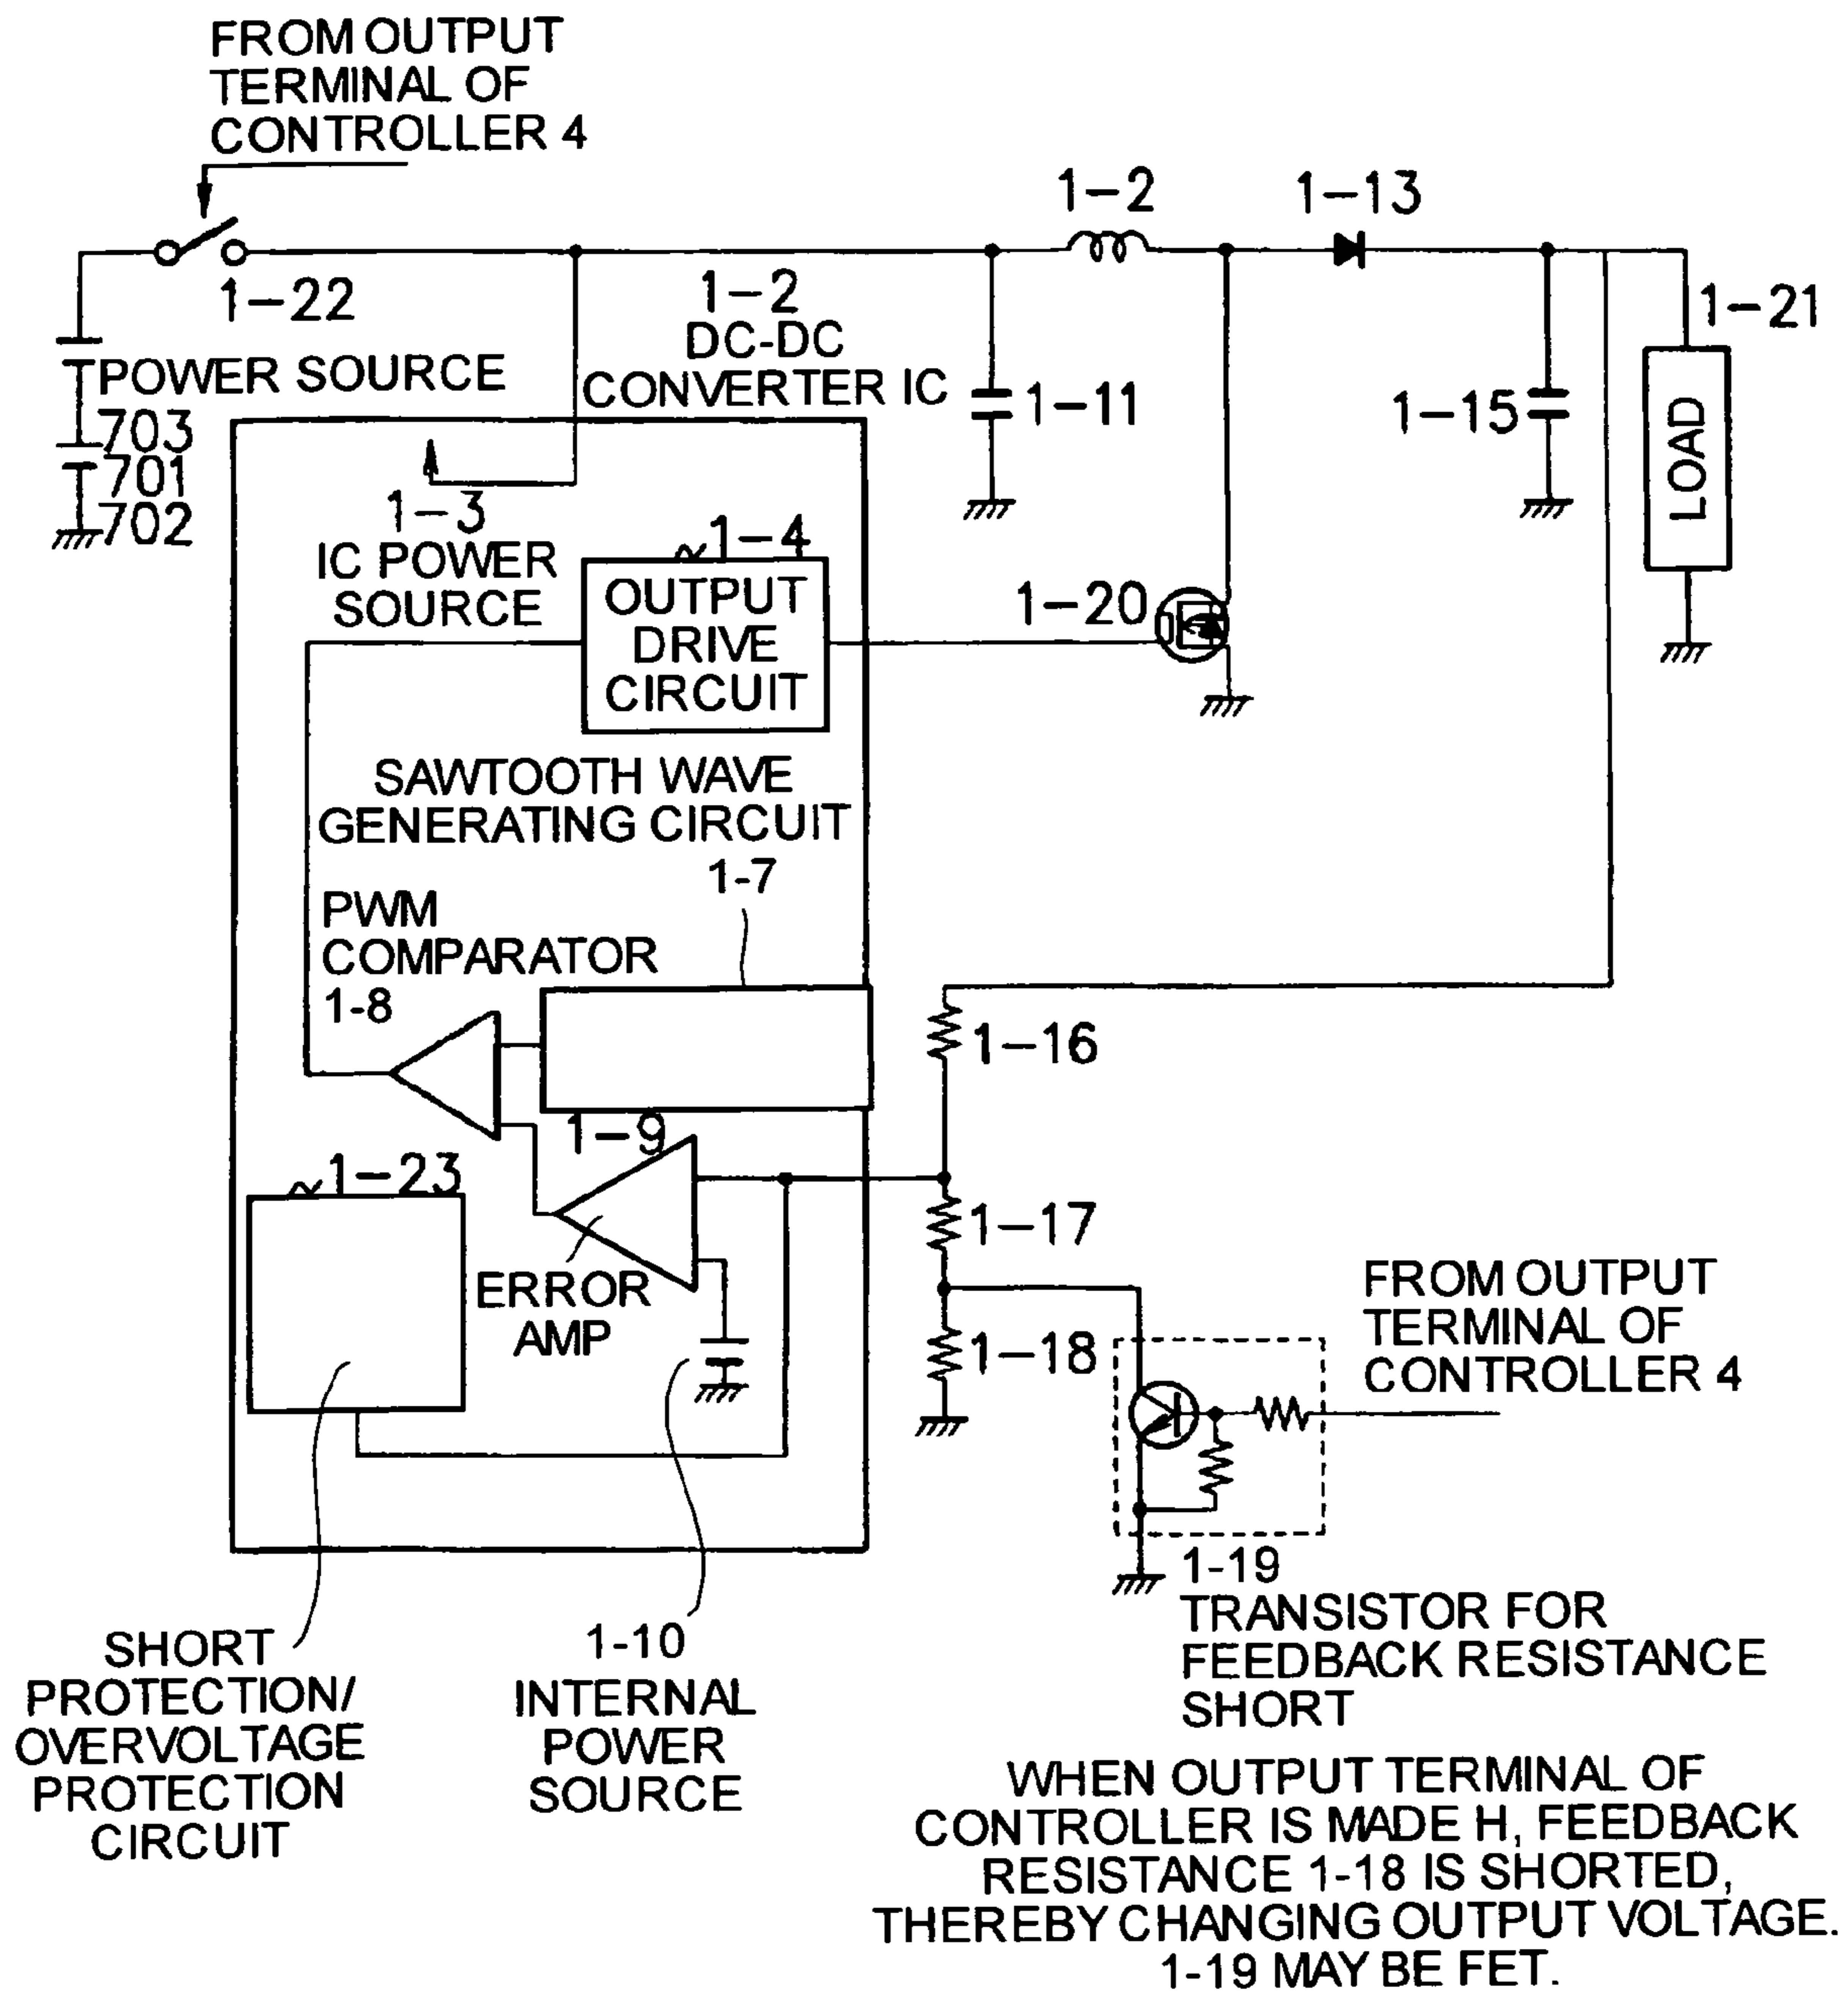 FROM OUTPUT
TERMINAL OF
CONTROLLER 4
1-2
1-13
1-22
1-2
DC-DC
CONVERTER IC
1-21
POWER SOURCE
703
701
702
1-11
1-15
LOAD
1-3
IC POWER
SOURCE
1-4
OUTPUT
DRIVE
CIRCUIT
1-20
SAWTOOTH WAVE
GENERATING CIRCUIT
1-7
PWM
COMPARATOR
1-8
1-16
1-9
1-23
1-17
ERROR
AMP
1-18
FROM OUTPUT
TERMINAL OF
CONTROLLER 4
1-19
TRANSISTOR FOR
FEEDBACK RESISTANCE
SHORT
SHORT
PROTECTION/
OVERVOLTAGE
PROTECTION
CIRCUIT
1-10
INTERNAL
POWER
SOURCE
WHEN OUTPUT TERMINAL OF
CONTROLLER IS MADE H, FEEDBACK
RESISTANCE 1-18 IS SHORTED,
THEREBY CHANGING OUTPUT VOLTAGE.
1-19 MAY BE FET.